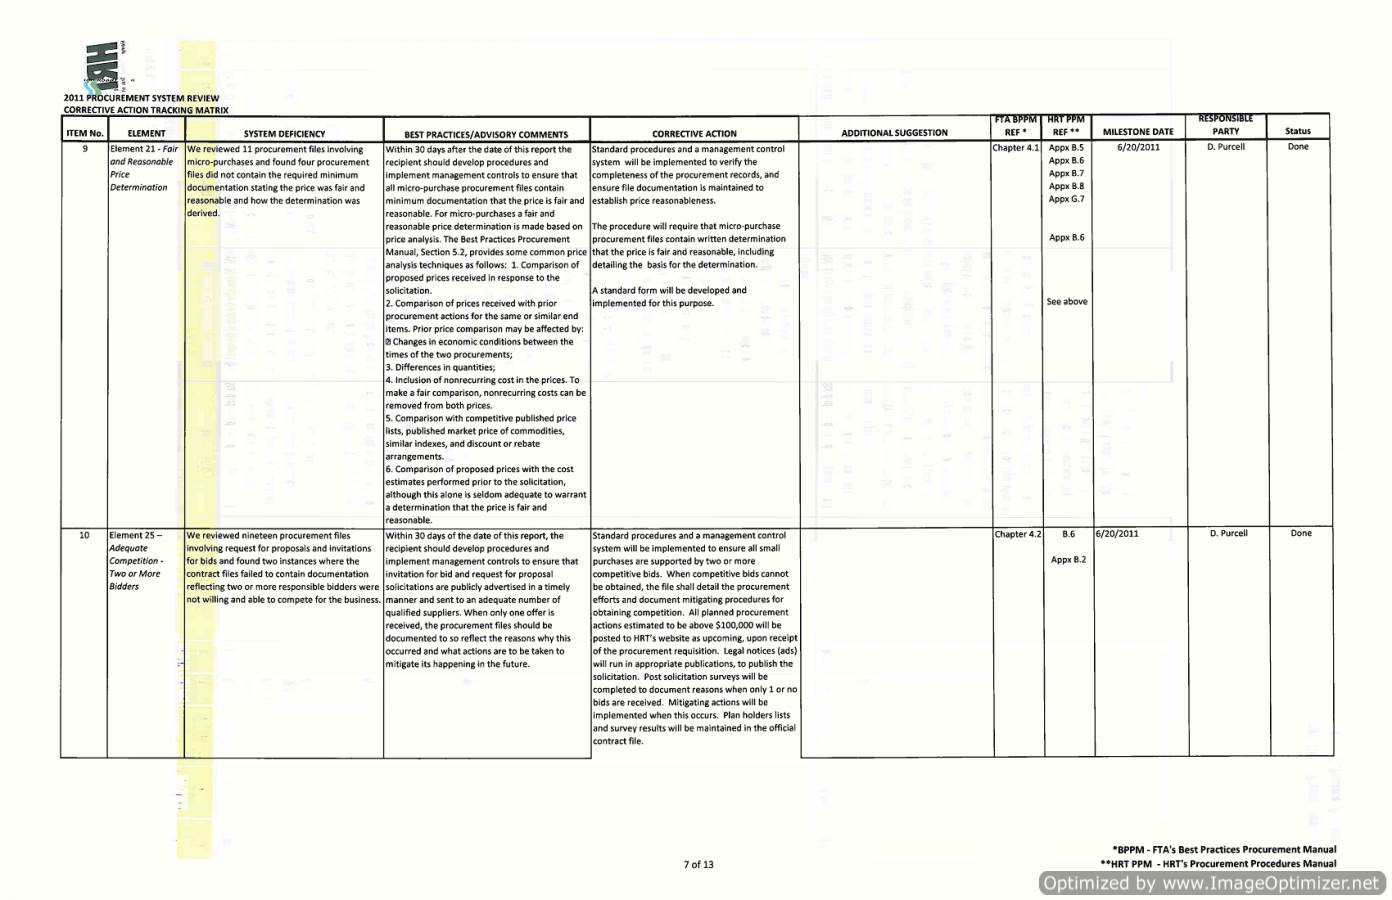 HRT
2011 PROCUREMENT SYSTEM REVIEW
CORRECTIVE ACTION TRACKING MATRIX
ITEM No.
ELEMENT
SYSTEM DEFICIENCY
BEST PRACTICES/ADVISORY COMMENTS
CORRECTIVE ACTION
ADDITIONAL SUGGESTION
FTA BPPM
REF *
HRT PPM
REF **
MILESTONE DATE
RESPONSIBLE
PARTY
Status
9
Element 21 - Fair
and Reasonable
Price
Determination
We reviewed 11 procurement files involving
micro-purchases and found four procurement
files did not contain the required minimum
documentation stating the price was fair and
reasonable and how the determination was
derived.
Within 30 days after the date of this report the
recipient should develop procedures and
implement management controls to ensure that
all micro-purchase procurement files contain
minimum documentation that the price is fair and
reasonable. For micro-purchases a fair and
reasonable price determination is made based on
price analysis. The Best Practices Procurement
Manual, Section 5.2, provides some common price
analysis techniques as follows: 1. Comparison of
proposed prices received in response to the
solicitation.
2. Comparison of prices received with prior
procurement actions for the same or similar end
items. Prior price comparison may be affected by:
Changes in economic conditions between the
times of the two procurements;
3. Differences in quantities;
4. Inclusion of nonrecurring cost in the prices. To
make a fair comparison, nonrecurring costs can be
removed from both prices.
5. Comparison with competitive published price
lists, published market price of commodities,
similar indexes, and discount or rebate
arrangements.
6. Comparison of proposed prices with the cost
estimates performed prior to the solicitation,
although this alone is seldom adequate to warrant
a determination that the price is fair and
reasonable.
Standard procedures and a management control
system will be implemented to verify the
completeness of the procurement records, and
ensure file documentation is maintained to
establish price reasonableness.
The procedure will require that micro-purchase
procurement files contain written determination
that the price is fair and reasonable, including
detailing the basis for the determination.
A standard form will be developed and
implemented for this purpose.
Chapter 4.1
Appx B.5
Appx B.6
Appx B.7
Appx B.8
Appx G.7
Appx B.6
See above
6/20/2011
D. Purcell
Done
10
Element 25 –
Adequate
Competition -
Two or More
Bidders
We reviewed nineteen procurement files
involving request for proposals and invitations
for bids and found two instances where the
contract files failed to contain documentation
reflecting two or more responsible bidders were
not willing and able to compete for the business.
Within 30 days of the date of this report, the
recipient should develop procedures and
implement management controls to ensure that
invitation for bid and request for proposal
solicitations are publicly advertised in a timely
manner and sent to an adequate number of
qualified suppliers. When only one offer is
received, the procurement files should be
documented to so reflect the reasons why this
occurred and what actions are to be taken to
mitigate its happening in the future.
Standard procedures and a management control
system will be implemented to ensure all small
purchases are supported by two or more
competitive bids. When competitive bids cannot
be obtained, the file shall detail the procurement
efforts and document mitigating procedures for
obtaining competition. All planned procurement
actions estimated to be above $100,000 will be
posted to HRT's website as upcoming, upon receipt
of the procurement requisition. Legal notices (ads)
will run in appropriate publications, to publish the
solicitation. Post solicitation surveys will be
completed to document reasons when only 1 or no
bids are received. Mitigating actions will be
implemented when this occurs. Plan holders lists
and survey results will be maintained in the official
contract file.
Chapter 4.2
B.6
Appx B.2
6/20/2011
D. Purcell
Done
*BPPM - FTA's Best Practices Procurement Manual
7 of 13
**HRT PPM - HRT's Procurement Procedures Manual
Optimized by www.ImageOptimizer.net